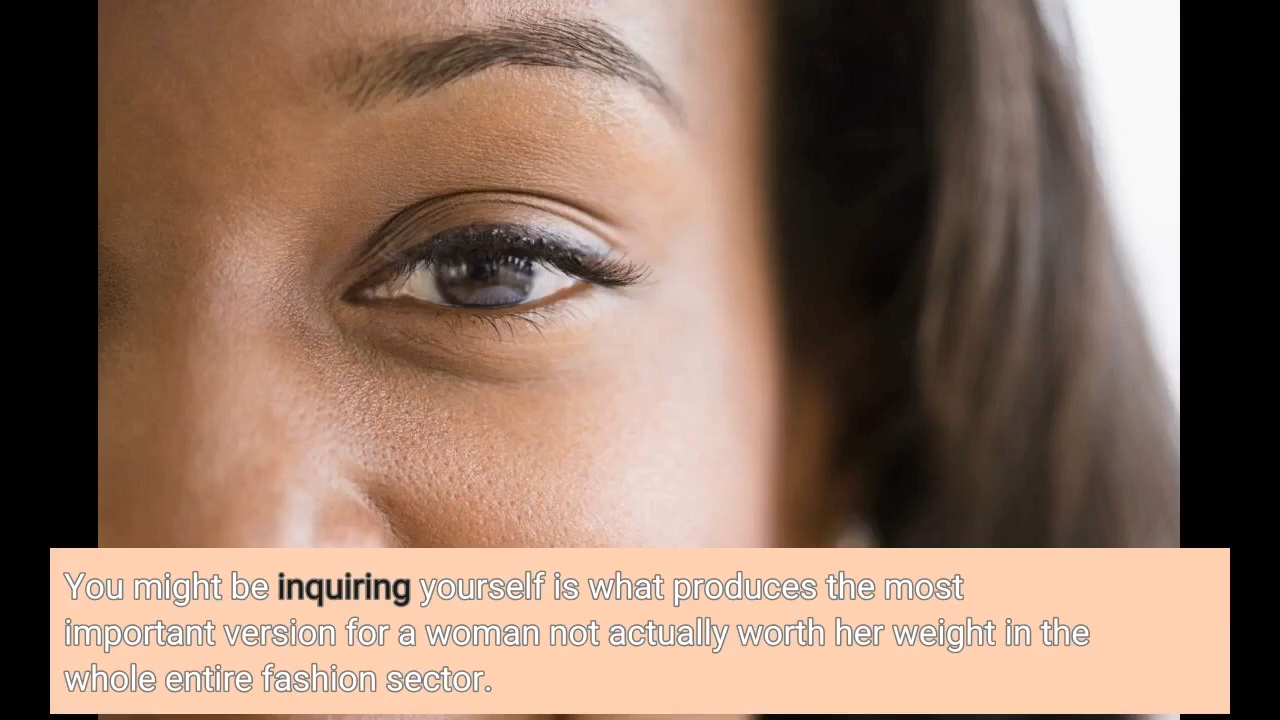 You might be inquiring yourself is what produces the most
important version for a woman not actually worth her weight in the
whole entire fashion sector.